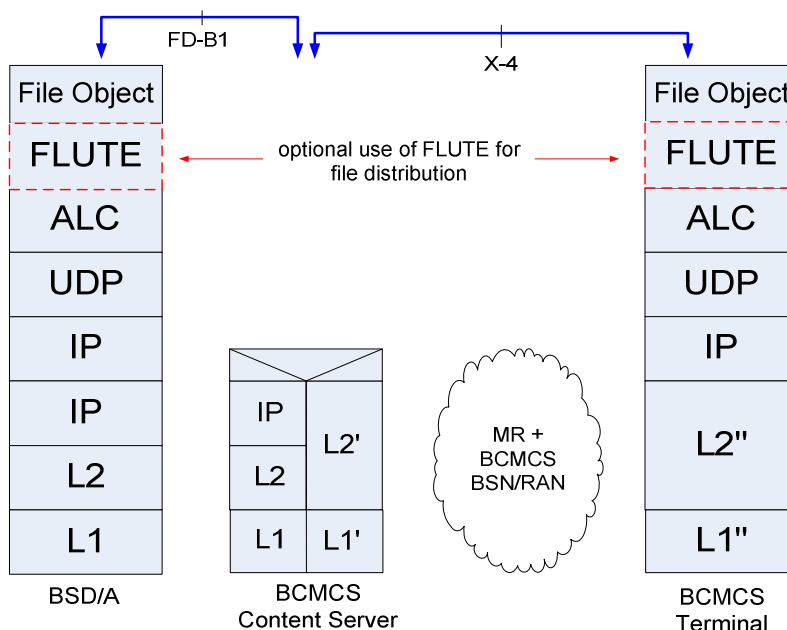 FD-B1
X-4
File Object
FLUTE
ALC
UDP
IP
IP
L2
L1
BSD/A
optional use of FLUTE for
file distribution
IP
L2
L1
L2'
L1'
BCMCS
Content Server
MR +
BCMCS
BSN/RAN
File Object
FLUTE
ALC
UDP
IP
L2"
L1"
BCMCS
Terminal